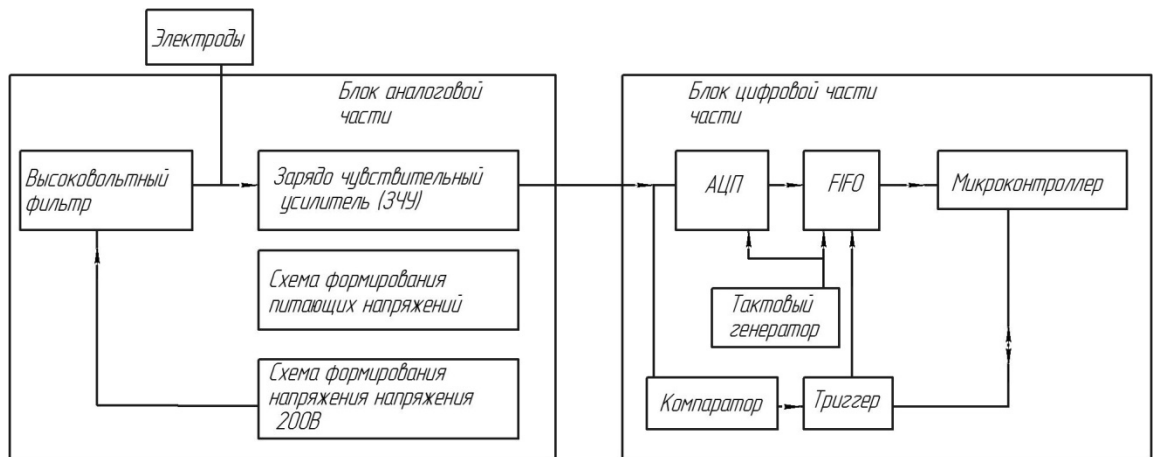 Электроды
Блок аналоговой
части
Высоковольтный
фильтр
Зарядо чувствительный
усилитель (ЗЧУ)
Схема формирования
питающих напряжений
Схема формирования
напряжения напряжения
200В
Блок цифровой части
части
АЦП
FIFO
Микроконтроллер
Тактовый
генератор
Компаратор
Триггер